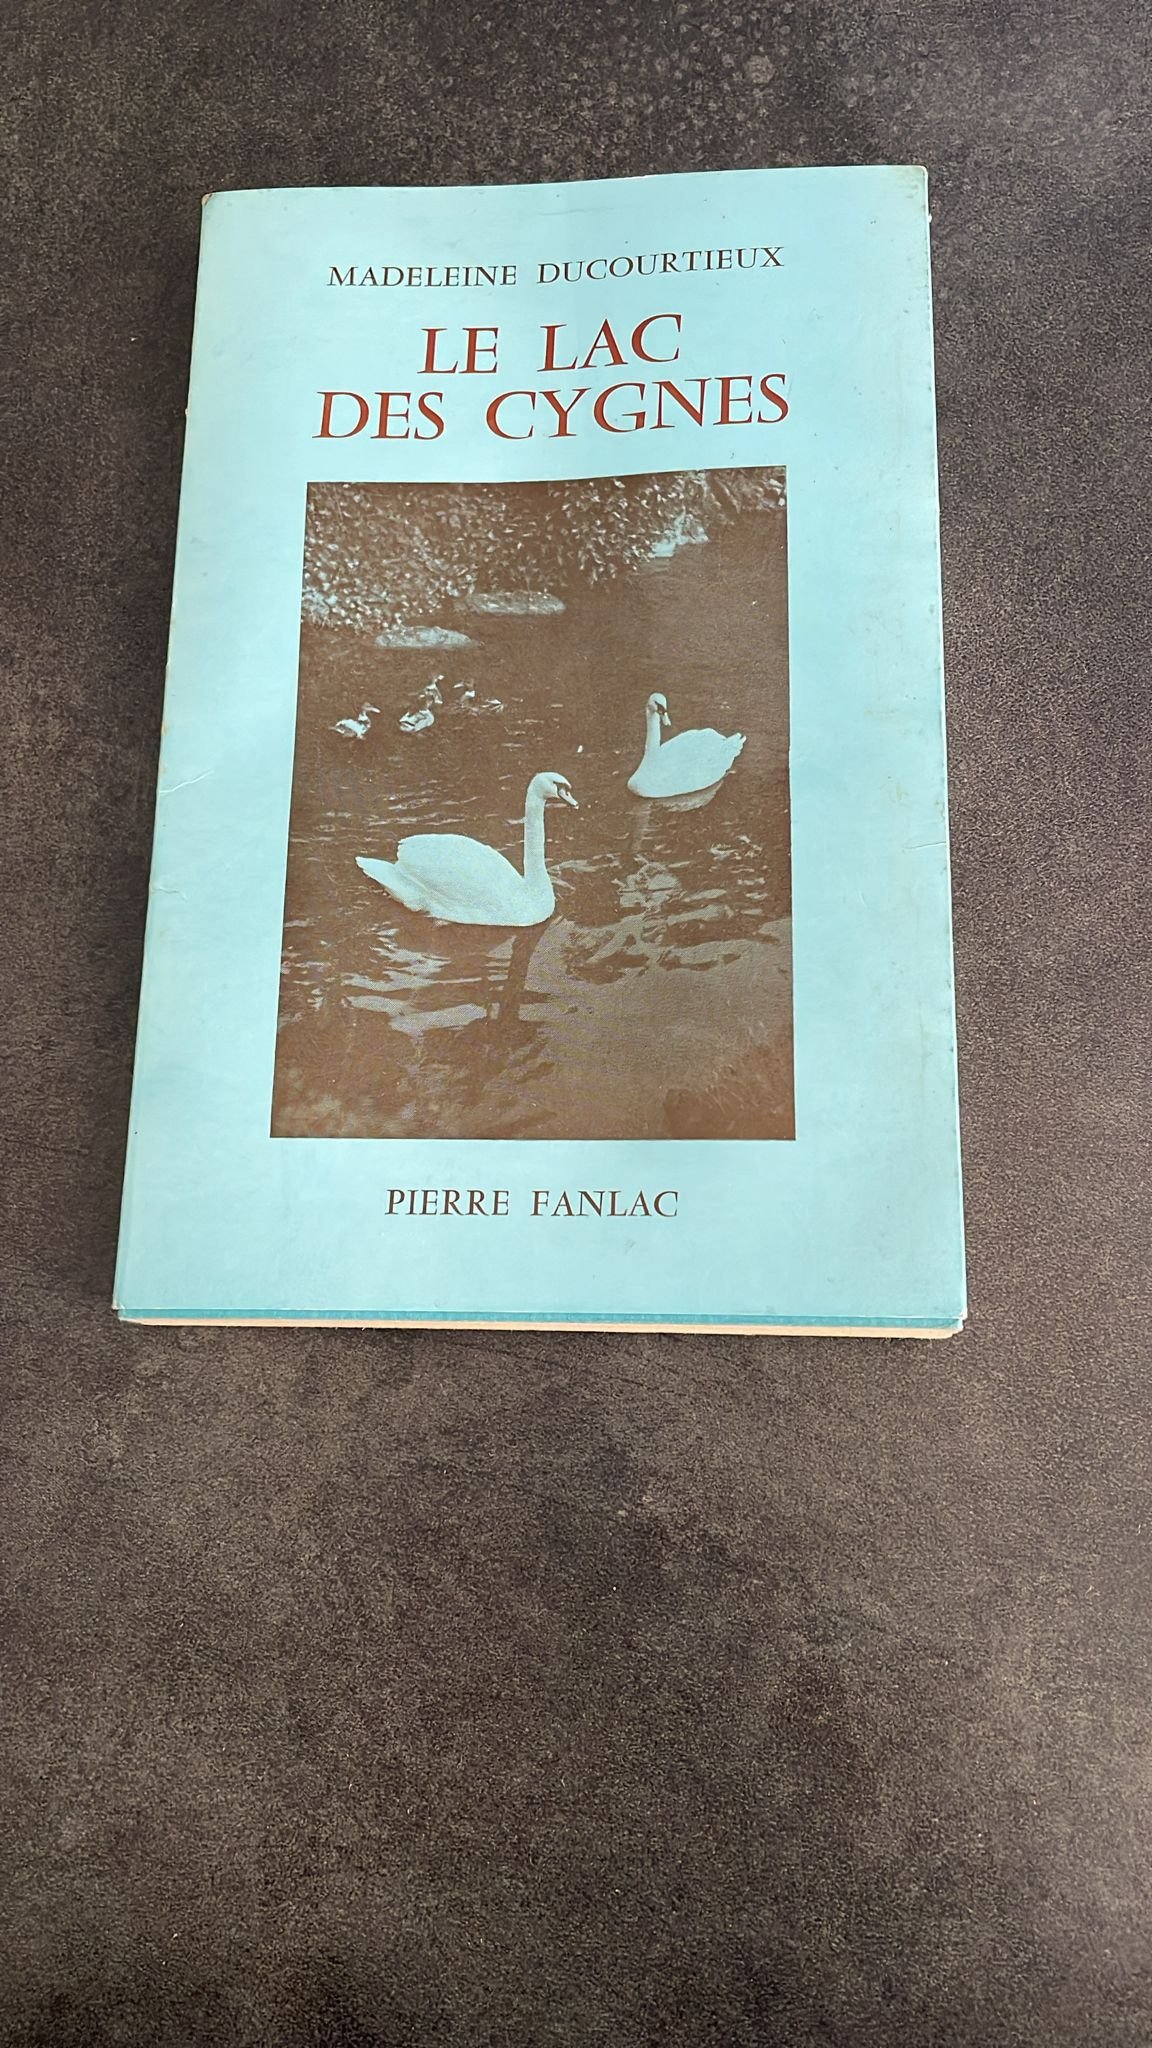 MADELEINE DUCOURTIEUX
LE LAC
DES CYGNES
PIERRE FANLAC